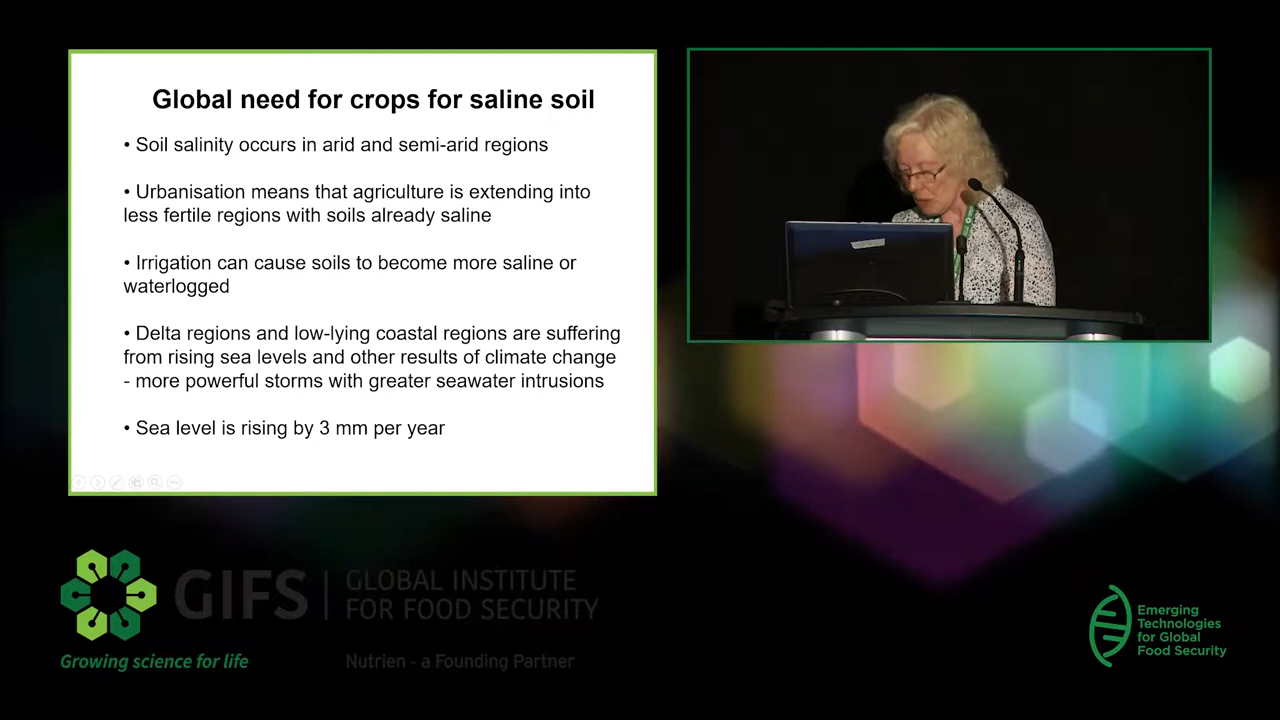 Global need for crops for saline soil
• Soil salinity occurs in arid and semi-arid regions
• Urbanisation means that agriculture is extending into
less fertile regions with soils already saline
• Irrigation can cause soils to become more saline or
waterlogged
• Delta regions and low-lying coastal regions are suffering
from rising sea levels and other results of climate change
- more powerful storms with greater seawater intrusions
• Sea level is rising by 3 mm per year
GIFS
GLOBAL INSTITUTE
FOR FOOD SECURITY
Growing science for life
Nutrien - a Founding Partner
Emerging
Technologies
for Global
Food Security